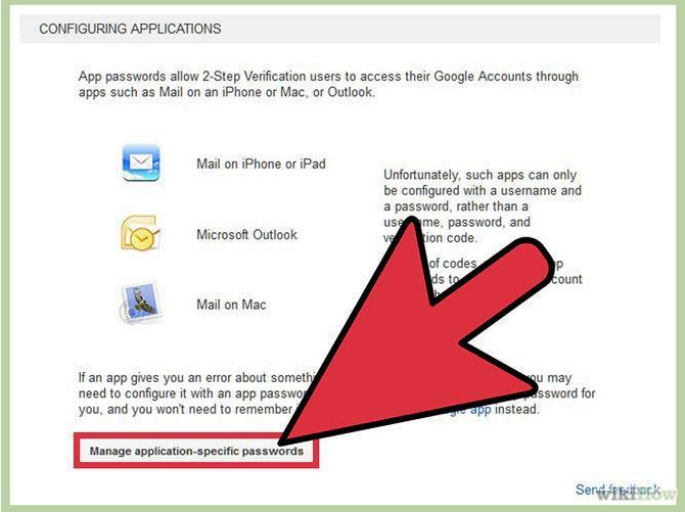 CONFIGURING APPLICATIONS
App passwords allow 2-Step Verification users to access their Google Accounts through
apps such as Mail on an iPhone or Mac, or Outlook.
Mail on iPhone or iPad
Microsoft Outlook
Mail on Mac
Unfortunately, such apps can only
be configured with a username and
a password, rather than a
password, and
code.
of codes,
to
If an app gives you an error about you may
need to configure it with an app for
you, and you won't need to remember app instead.
Manage application-specific passwords
Send feedback
wikiHow